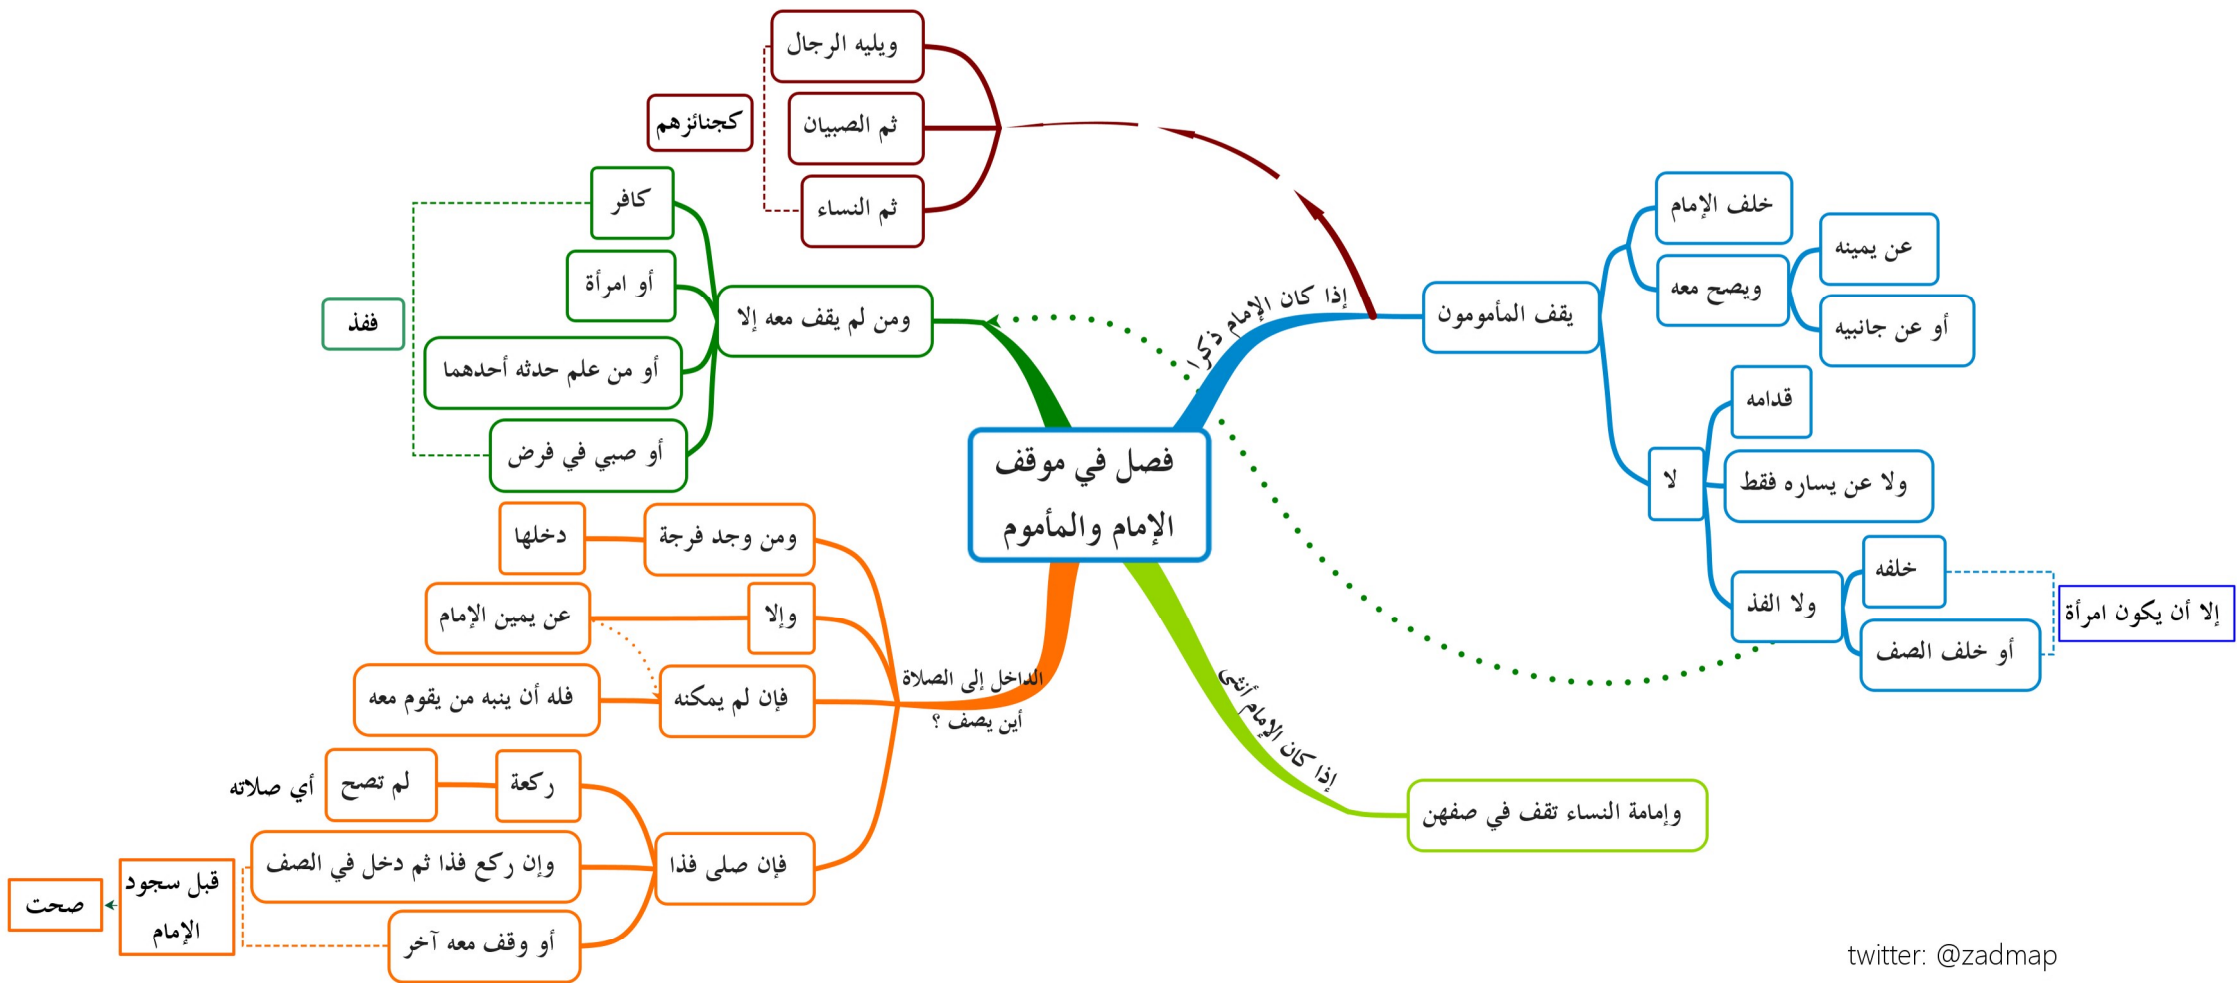 فصل في موقف
الإمام والمأموم
إذا كان الإمام ذكرا
يقف المأمومون
خلف الإمام
ويصح معه
عن يمينه
أو عن جانبيه
لا
قدامه
ولا عن يساره فقط
ولا الفذ
خلفه
أو خلف الصف
إلا أن يكون امرأة
ويليه الرجال
ثم الصبيان
ثم النساء
كجنائزهم
ومن لم يقف معه إلا
كافر
أو امرأة
أو من علم حدثه أحدهما
أو صبي في فرض
ففذ
إذا كان الإمام أنثى
وإمامة النساء تقف في صفهن
الداخل إلى الصلاة
أين يصف ؟
ومن وجد فرجة
دخلها
وإلا
عن يمين الإمام
فإن لم يمكنه
فله أن ينبه من يقوم معه
فإن صلى فذا
ركعة
لم تصح
أي صلاته
وإن ركع فذا ثم دخل في الصف
أو وقف معه آخر
قبل سجود
الإمام
صحت
twitter: @zadmap